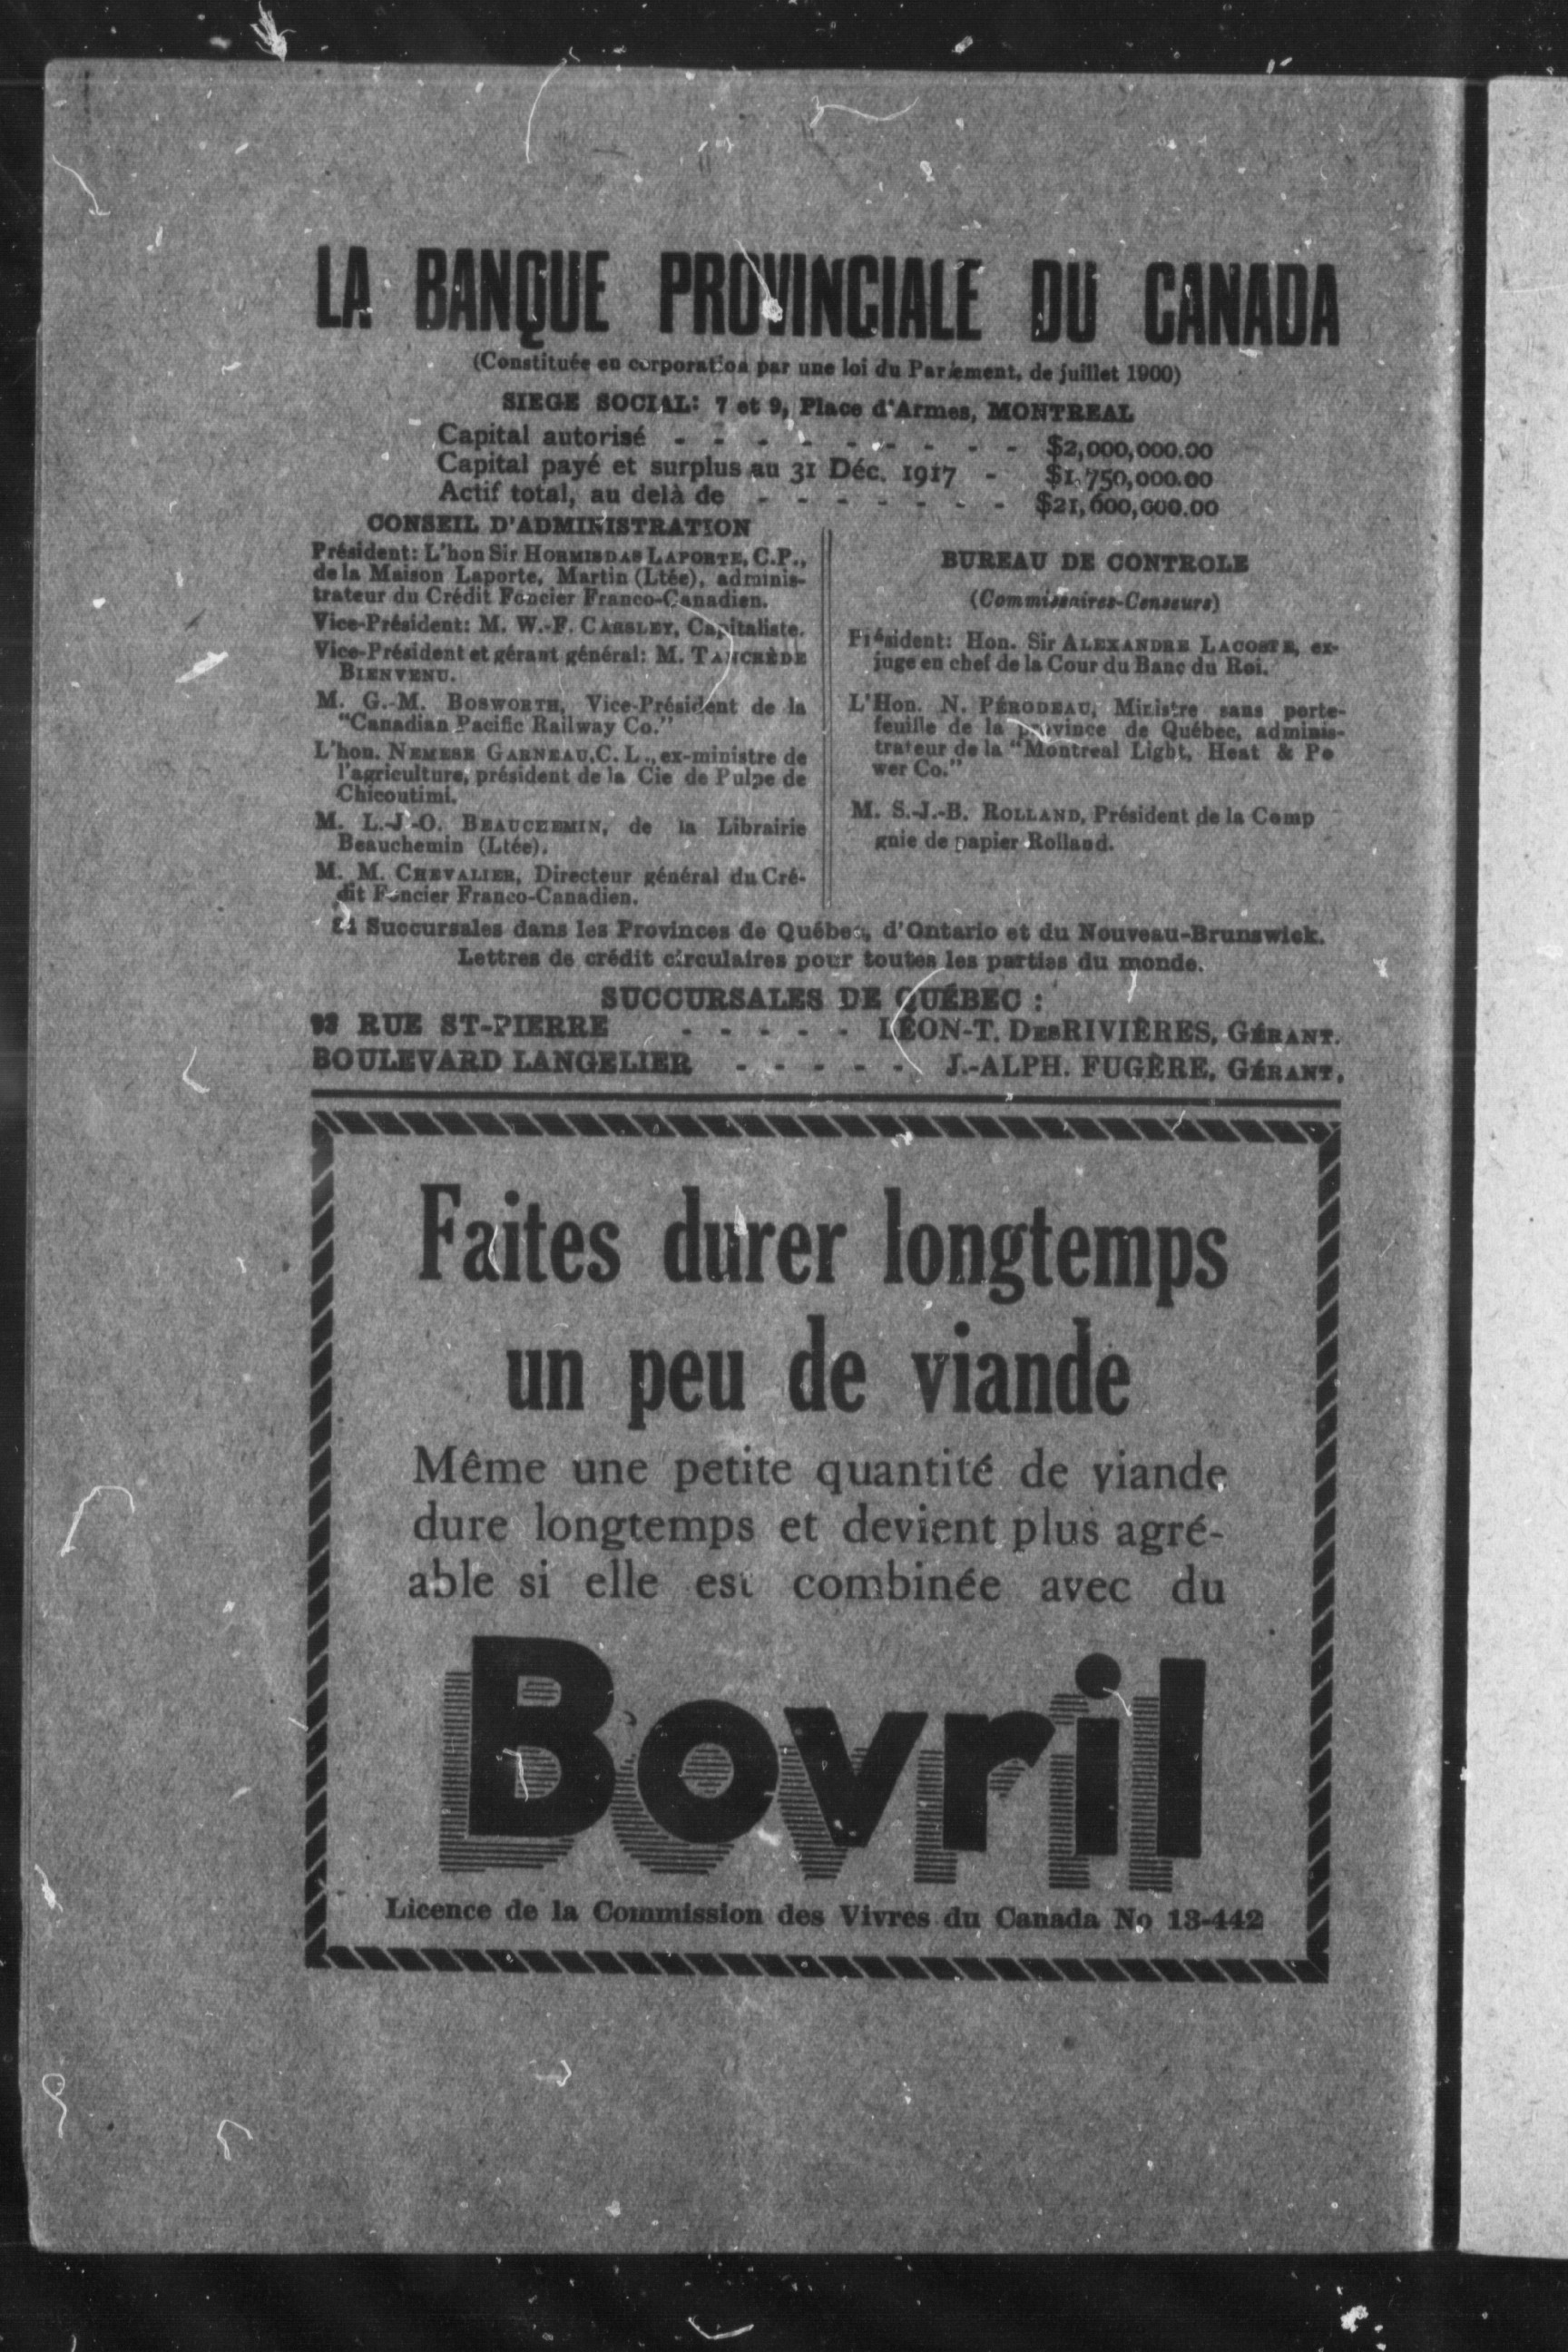 LA BANQUE PROVINCIALE DU CANADA
(Constituée en corporation par une loi du Parlement, de juillet 1900)
SIEGE SOCIAL: 7 et 9, Place d'Armes, MONTREAL
Capital autorisé - - - - - - - - - $2,000,000.00
Capital payé et surplus au 31 Déc. 1917 - $1,750,000.00
Actif total, au delà de - - - - - - - $21,600,000.00
CONSEIL D'ADMINISTRATION
Président: L'hon Sir HORMISDAS LAPORTE, C.P.,
de la Maison Laporte, Martin (Ltée), adminis-
trateur du Crédit Foncier Franco-Canadien.
Vice-Président: M. W.-F. CARSLEY, Capitaliste.
Vice-Président et gérant général: M. TANCRÈDE
BIENVENU.
M. G.-M. BOSWORTH, Vice-Président de la
"Canadian Pacific Railway Co."
L'hon. NEMESE GARNEAU, C. L., ex-ministre de
l'agriculture, président de la Cie de Pulpe de
Chicoutimi.
M. L.-J-O. BEAUCHEMIN, de la Librairie
Beauchemin (Ltée).
M. M. CHEVALIER, Directeur général du Cré-
dit Foncier Franco-Canadien.
BUREAU DE CONTROLE
(Commissaires-Censeurs)
Président: Hon. Sir ALEXANDRE LACOSTE, ex-
juge en chef de la Cour du Banc du Roi.
L'Hon. N. PÉRODEAU, Ministre sans porte-
feuille de la province de Québec, adminis-
trateur de la "Montreal Light, Heat & Po
wer Co."
M. S.-J.-B. ROLLAND, Président de la Comp
gnie de papier Rolland.
Succursales dans les Provinces de Québec, d'Ontario et du Nouveau-Brunswick.
Lettres de crédit circulaires pour toutes les parties du monde.
SUCCURSALES DE QUÉBEC :
RUE ST-PIERRE - - - - - LÉON-T. DESRIVIÈRES, GÉRANT.
BOULEVARD LANGELIER - - - - - J.-ALPH. FUGÈRE, GÉRANT.
Faites durer longtemps
un peu de viande
Même une petite quantité de viande
dure longtemps et devient plus agré-
able si elle est combinée avec du
Bovril
Licence de la Commission des Vivres du Canada No 13-442